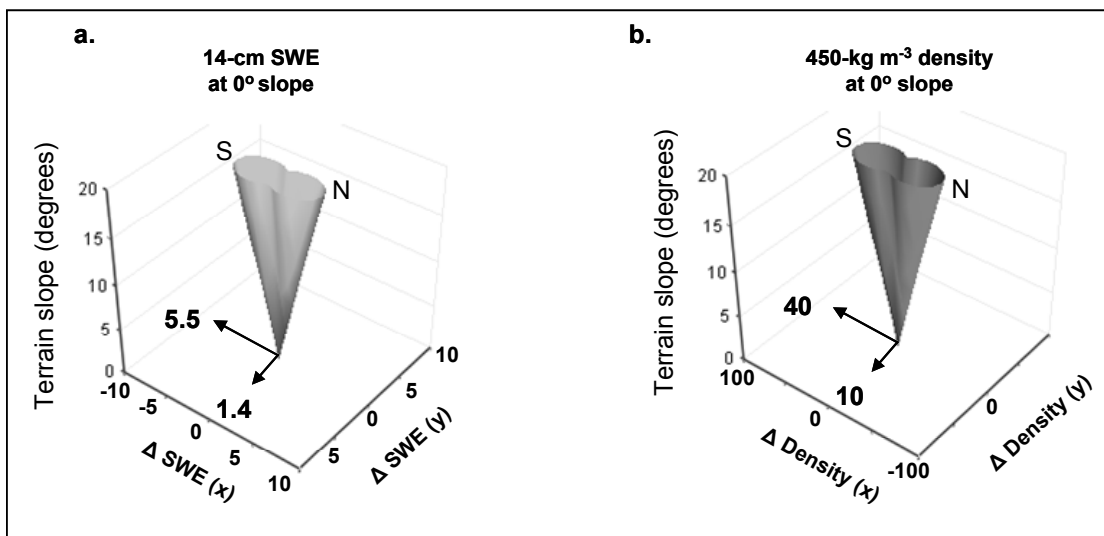 a.
14-cm SWE
at 0º slope
S
N
Terrain slope (degrees)
20
15
10
5
0
5.5
1.4
-10
-5
0
5
10
Δ SWE (x)
5
0
5
10
Δ SWE (y)
b.
450-kg m⁻³ density
at 0º slope
S
N
Terrain slope (degrees)
20
15
10
5
0
40
10
100
0
-100
Δ Density (x)
0
Δ Density (y)